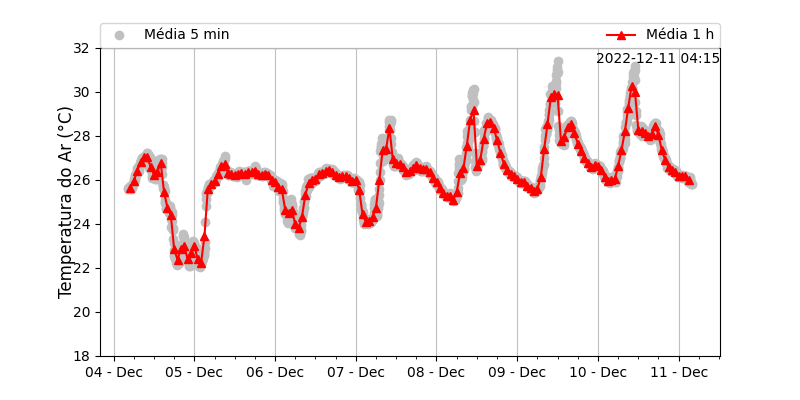 Média 5 min
Média 1 h
2022-12-11 04:15
Temperatura do Ar (°C)
32
30
28
26
24
22
20
18
04 - Dec
05 - Dec
06 - Dec
07 - Dec
08 - Dec
09 - Dec
10 - Dec
11 - Dec